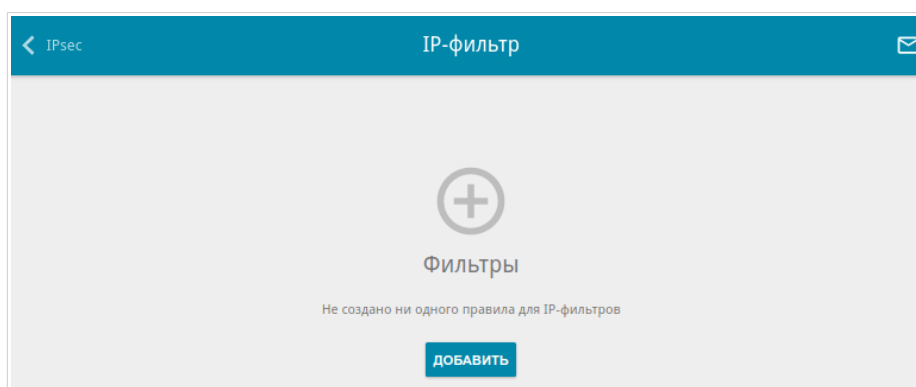 IPsec
IP-фильтр
Фильтры
Не создано ни одного правила для IP-фильтров
ДОБАВИТЬ